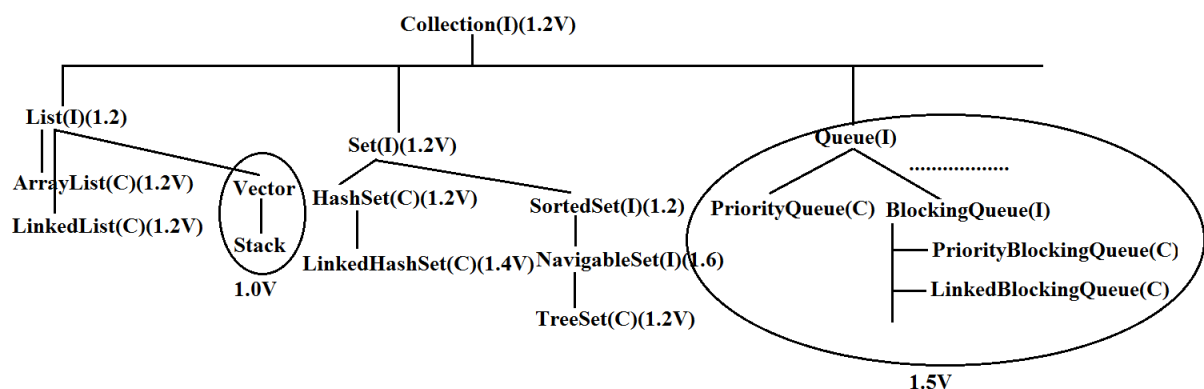 Collection(I)(1.2V)
List(I)(1.2)
ArrayList(C)(1.2V)
LinkedList(C)(1.2V)
Vector
Stack
1.0V
Set(I)(1.2V)
HashSet(C)(1.2V)
LinkedHashSet(C)(1.4V)
SortedSet(I)(1.2)
NavigableSet(I)(1.6)
TreeSet(C)(1.2V)
Queue(I)
...................
PriorityQueue(C)
BlockingQueue(I)
PriorityBlockingQueue(C)
LinkedBlockingQueue(C)
1.5V